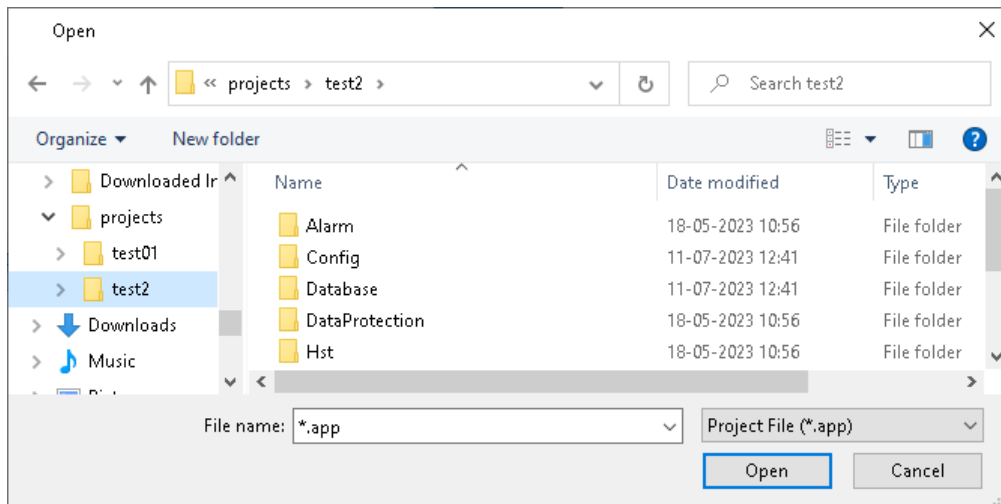 Open
« projects > test2 >
Search test2
Organize
New folder
Downloaded Ir
projects
test01
test2
Downloads
Music
Name Date modified Type
Alarm 18-05-2023 10:56 File folder
Config 11-07-2023 12:41 File folder
Database 11-07-2023 12:41 File folder
DataProtection 18-05-2023 10:56 File folder
Hst 18-05-2023 10:56 File folder
File name: *.app
Project File (*.app)
Open
Cancel